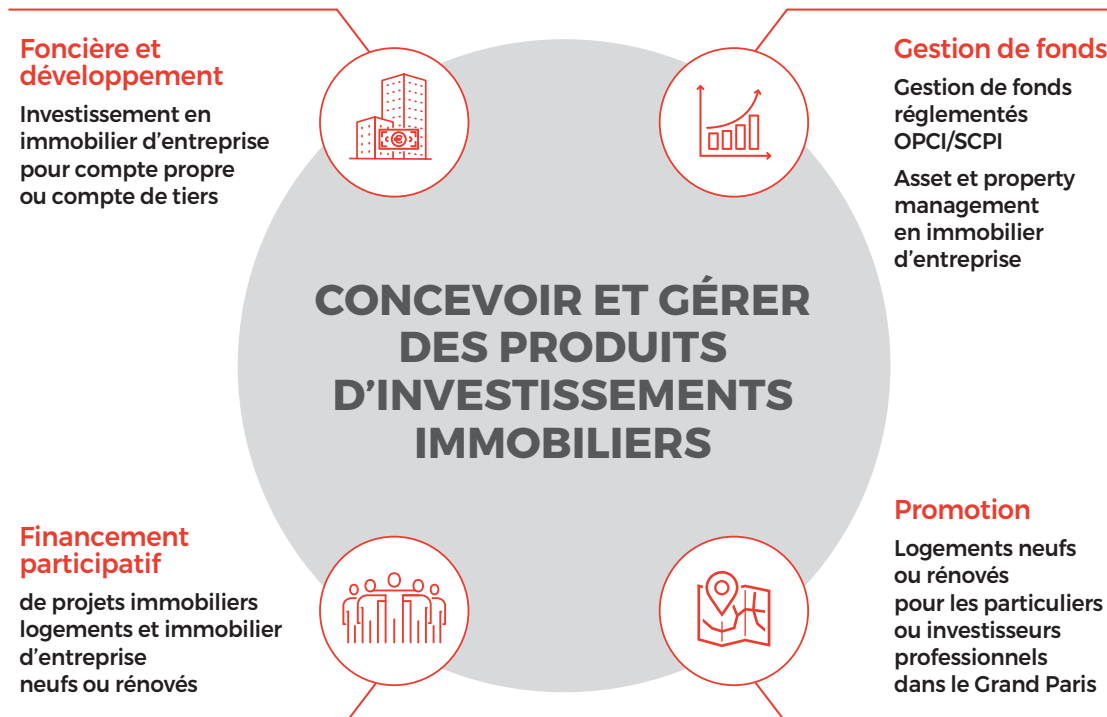 Foncière et
développement
Investissement en
immobilier d’entreprise
pour compte propre
ou compte de tiers
Gestion de fonds
Gestion de fonds
réglementés
OPCI/SCPI
Asset et property
management
en immobilier
d’entreprise
CONCEVOIR ET GÉRER
DES PRODUITS
D’INVESTISSEMENTS
IMMOBILIERS
Financement
participatif
de projets immobiliers
logements et immobilier
d’entreprise
neufs ou rénovés
Promotion
Logements neufs
ou rénovés
pour les particuliers
ou investisseurs
professionnels
dans le Grand Paris